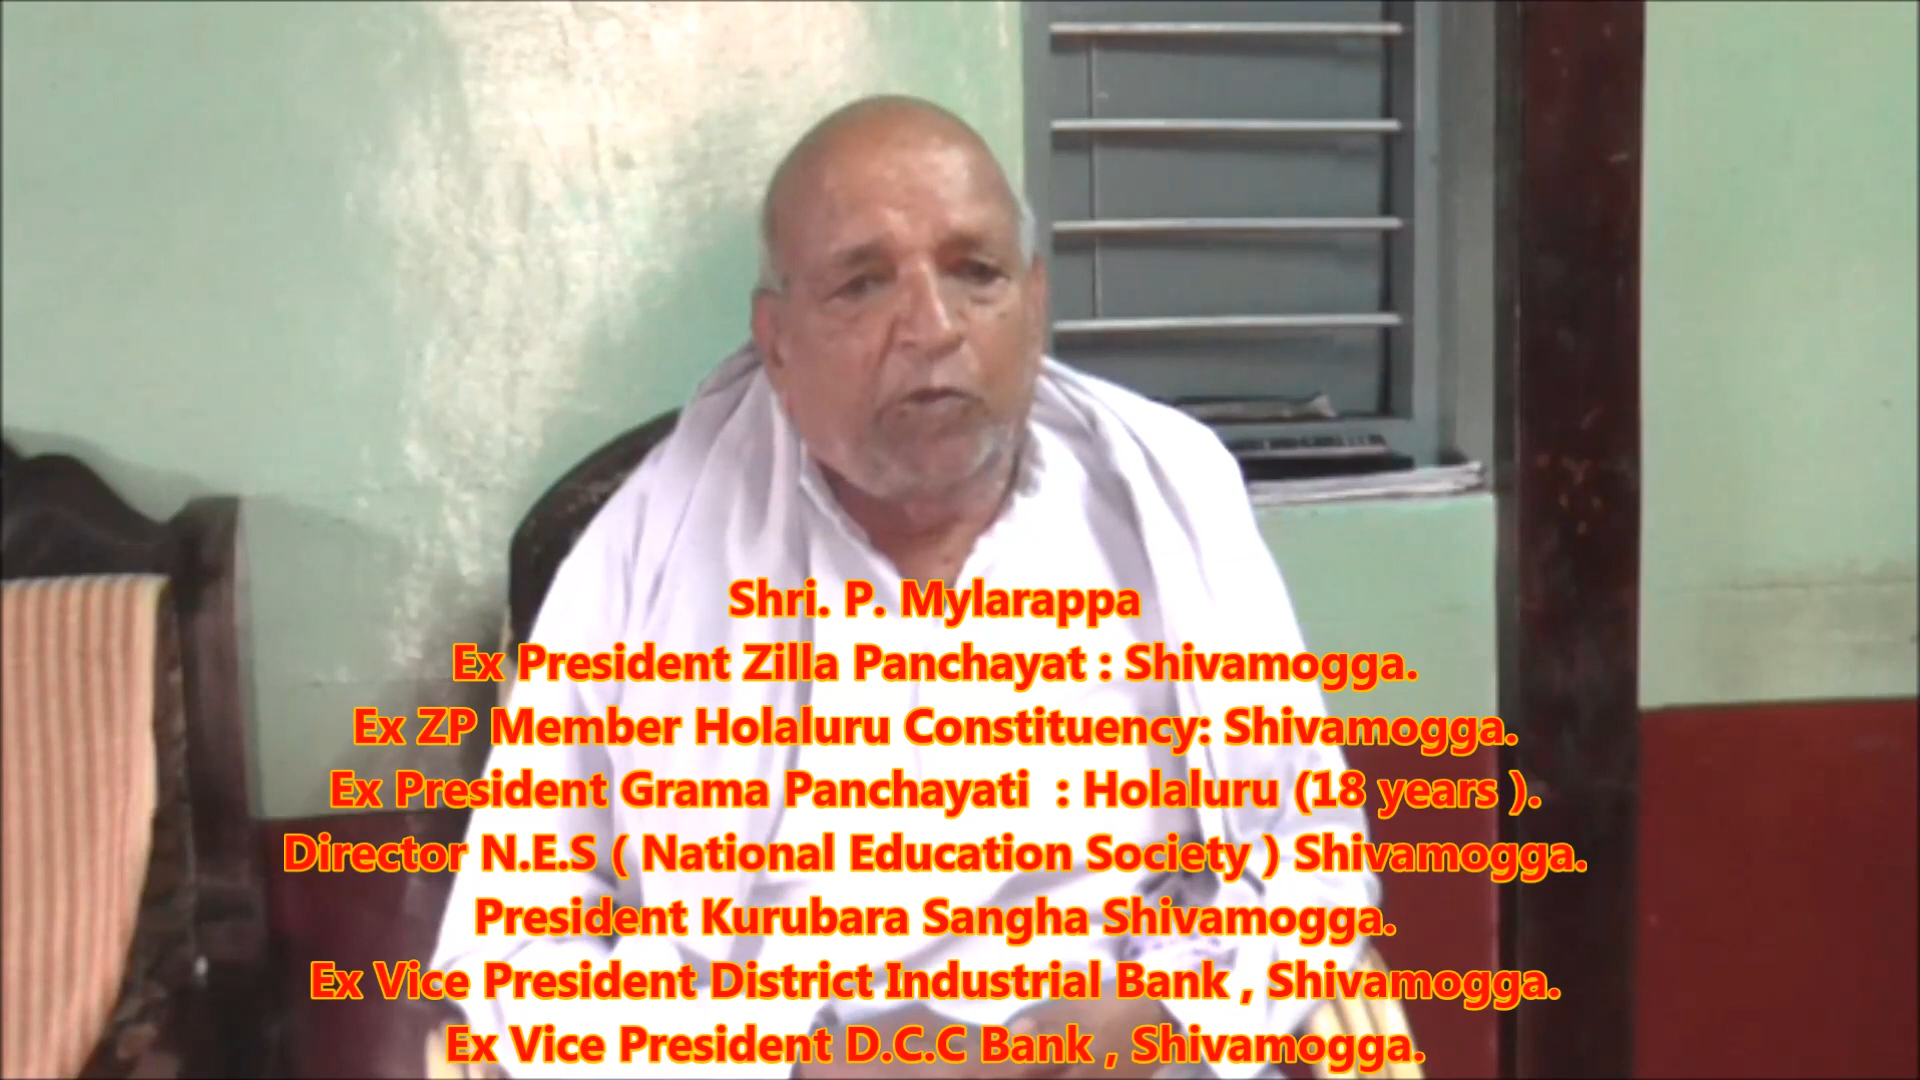 Shri. P. Mylarappa
Ex President Zilla Panchayat : Shivamogga.
Ex ZP Member Holaluru Constituency: Shivamogga.
Ex President Grama Panchayati  : Holaluru (18 years ).
Director N.E.S ( National Education Society ) Shivamogga.
President Kurubara Sangha Shivamogga.
Ex Vice President District Industrial Bank , Shivamogga.
Ex Vice President D.C.C Bank , Shivamogga.